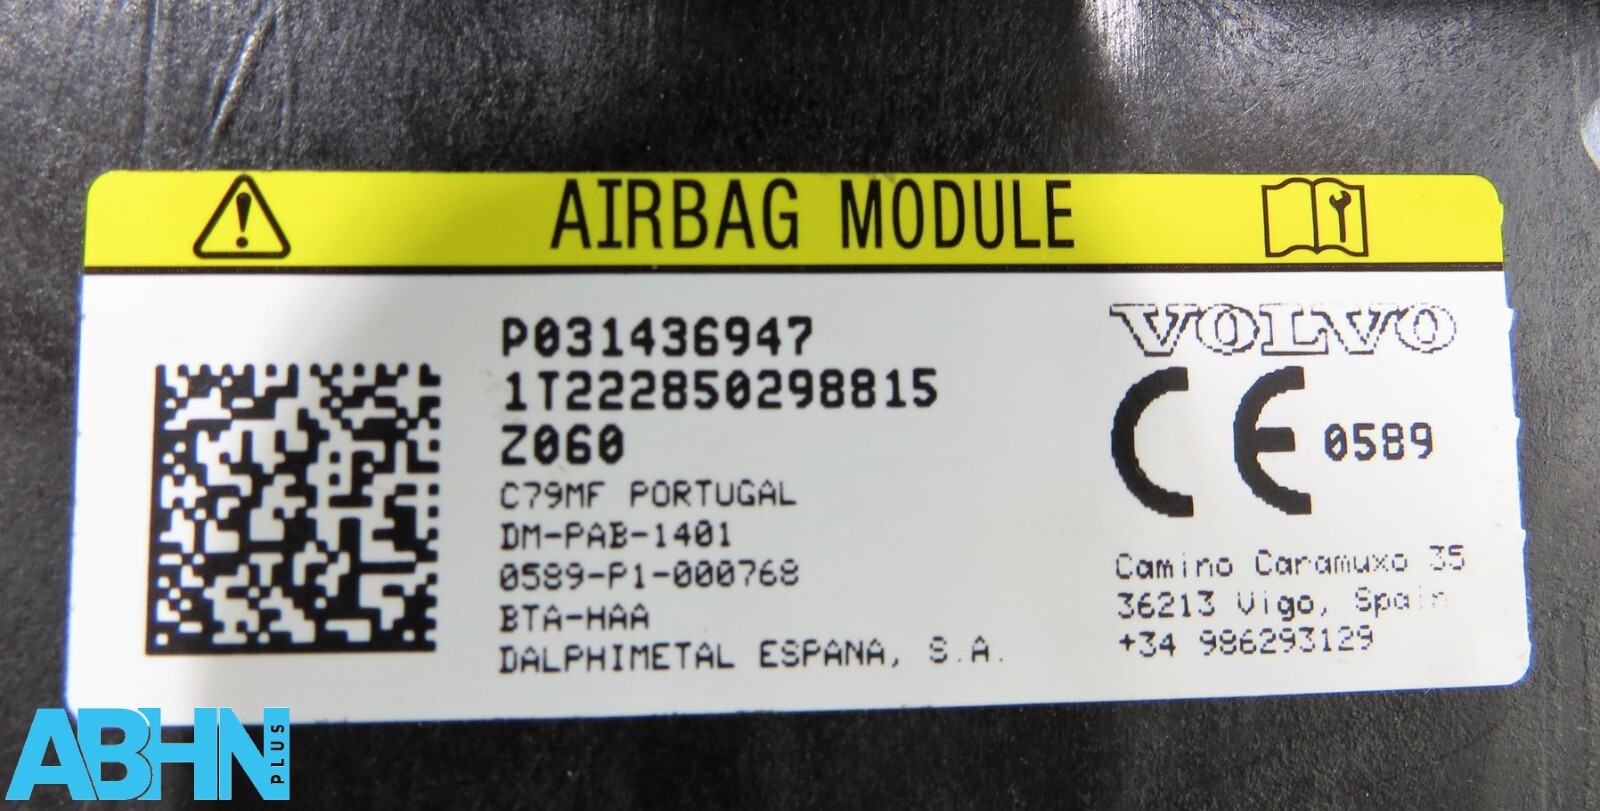 AIRBAG MODULE
P031436947
1T222850298815
Z060
C79MF PORTUGAL
DM-PAB-1401
0589-P1-000768
BTA-HAA
DALPHIMETAL ESPANA, S.A.
VOLVO
CE 0589
Camino Caramuxo 35
36213 Vigo, Spain
+34 986293129
ABHN PLUS